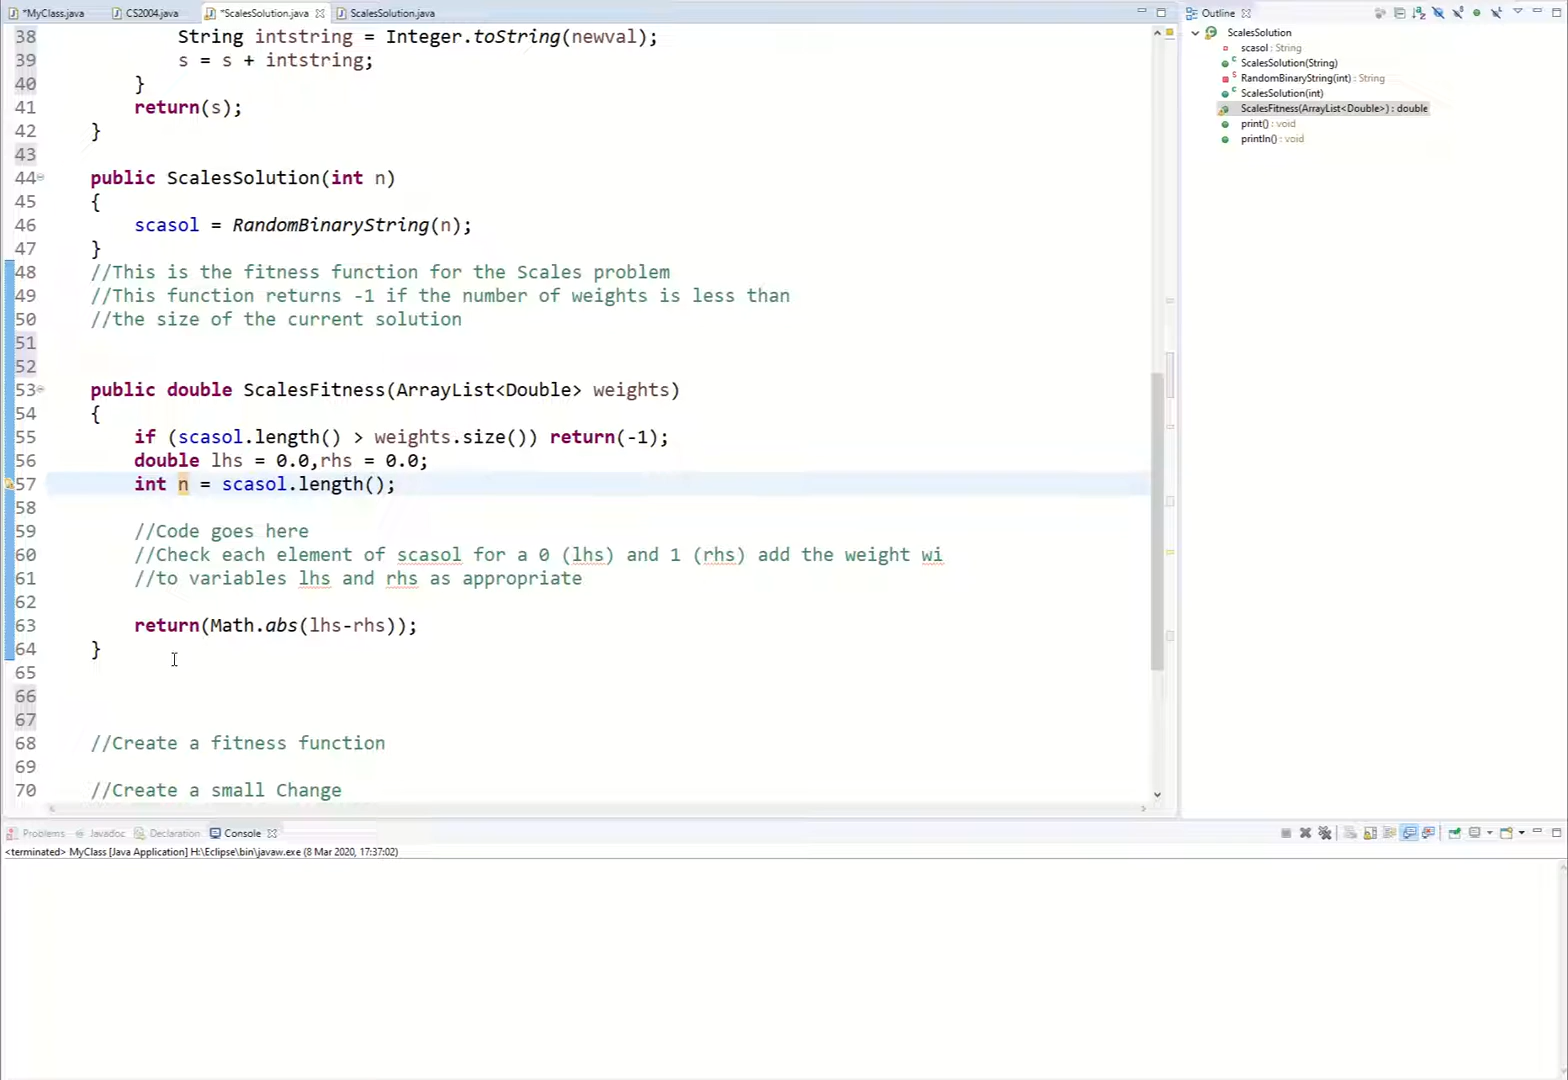 *MyClass.java
CS2004.java
*ScalesSolution.java
ScalesSolution.java
38 String intstring = Integer.toString(newval);
39 s = s + intstring;
40 }
41 return(s);
42 }
43
44 public ScalesSolution(int n)
45 {
46 scasol = RandomBinaryString(n);
47 }
48 //This is the fitness function for the Scales problem
49 //This function returns -1 if the number of weights is less than
50 //the size of the current solution
51
52
53 public double ScalesFitness(ArrayList<Double> weights)
54 {
55 if (scasol.length() > weights.size()) return(-1);
56 double lhs = 0.0,rhs = 0.0;
57 int n = scasol.length();
58
59 //Code goes here
60 //Check each element of scasol for a 0 (lhs) and 1 (rhs) add the weight wi
61 //to variables lhs and rhs as appropriate
62
63 return(Math.abs(lhs-rhs));
64 }
65
66
67
68 //Create a fitness function
69
70 //Create a small Change
Outline
ScalesSolution
scasol : String
ScalesSolution(String)
RandomBinaryString(int) : String
ScalesSolution(int)
ScalesFitness(ArrayList<Double>) : double
print() : void
println() : void
Problems
Javadoc
Declaration
Console
<terminated> MyClass [Java Application] H:\Eclipse\bin\javaw.exe (8 Mar 2020, 17:37:02)